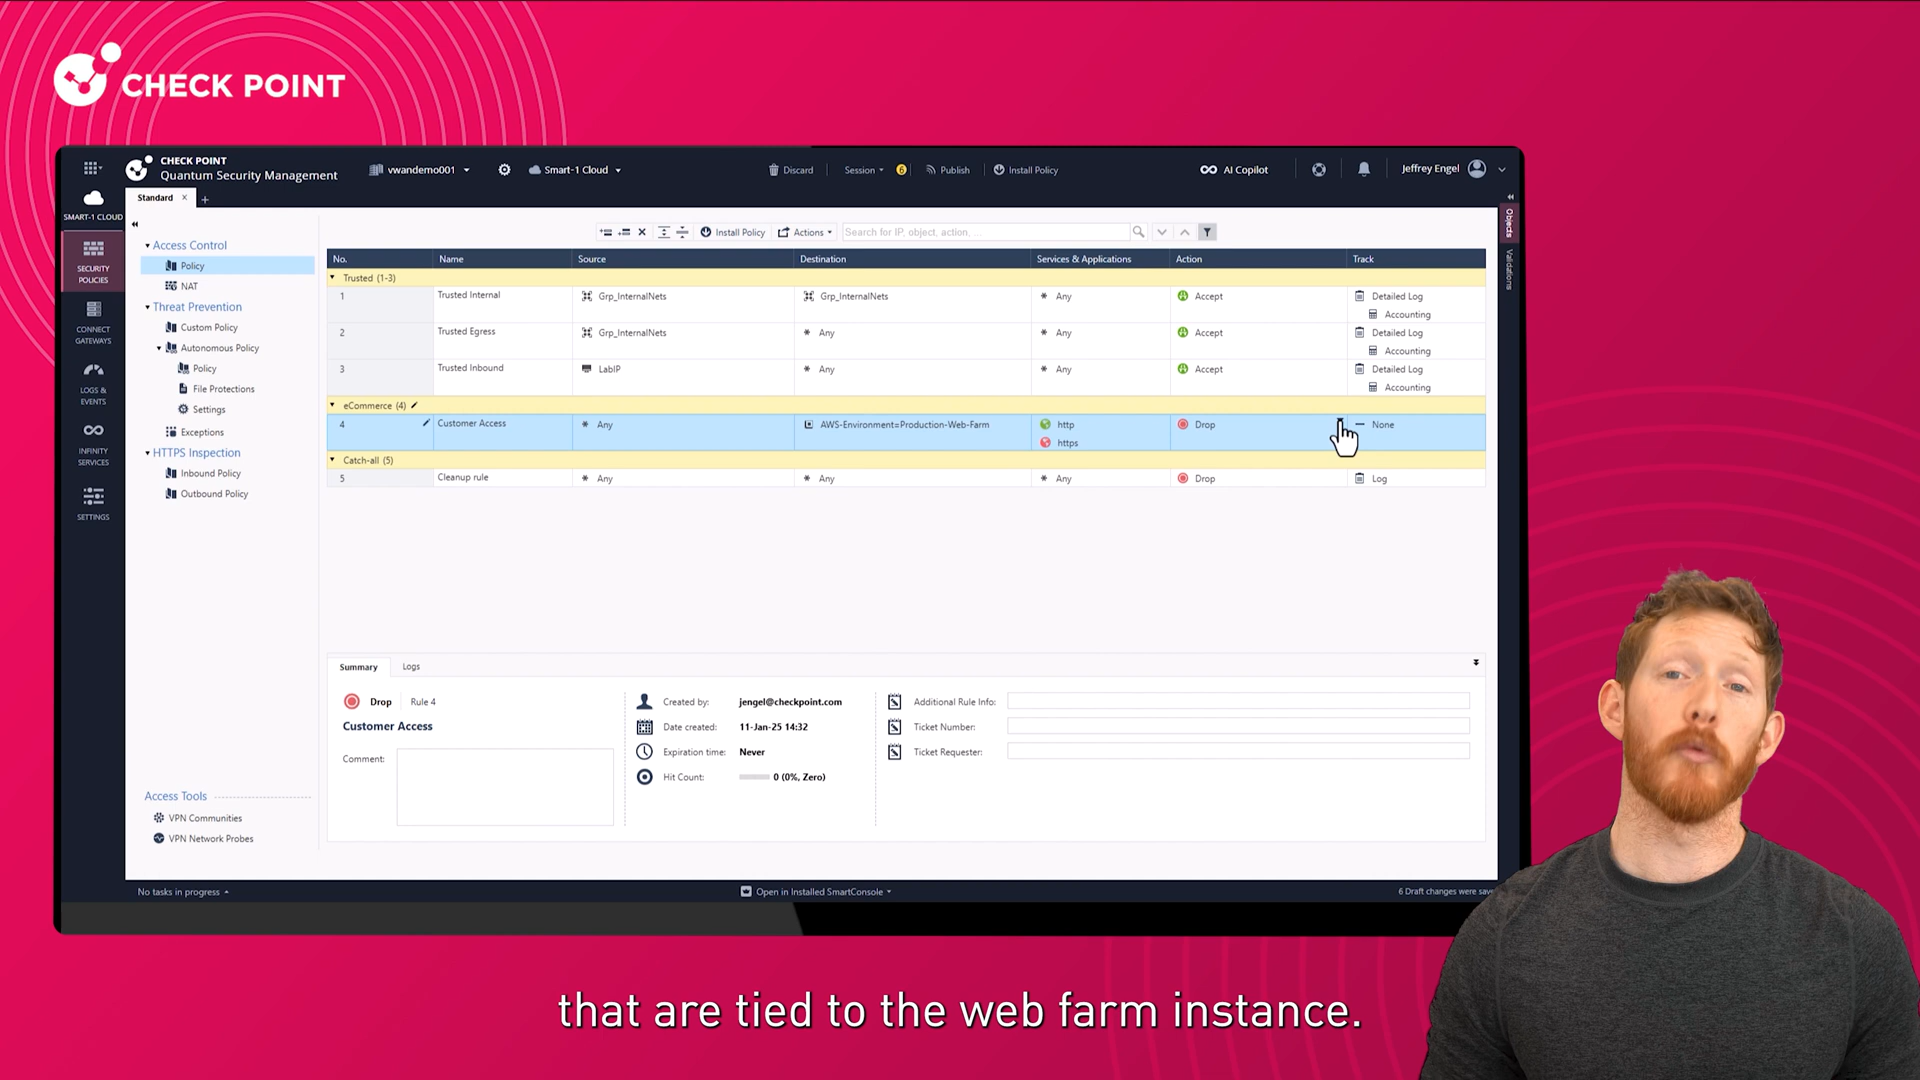 CHECK POINT
CHECK POINT
Quantum Security Management
vwandemo001
Smart-1 Cloud
Discard
Session
6
Publish
Install Policy
AI Copilot
Jeffrey Engel
SMART-1 CLOUD
SECURITY
POLICIES
CONNECT
GATEWAYS
LOGS &
EVENTS
INFINITY
SERVICES
SETTINGS
Standard
Access Control
Policy
NAT
Threat Prevention
Custom Policy
Autonomous Policy
Policy
File Protections
Settings
Exceptions
HTTPS Inspection
Inbound Policy
Outbound Policy
Access Tools
VPN Communities
VPN Network Probes
Install Policy
Actions
Search for IP, object, action, ...
No. Name Source Destination Services & Applications Action Track
Trusted (1-3)
1 Trusted Internal Grp_InternalNets Grp_InternalNets * Any Accept Detailed Log
Accounting
2 Trusted Egress Grp_InternalNets * Any * Any Accept Detailed Log
Accounting
3 Trusted Inbound LabIP * Any * Any Accept Detailed Log
Accounting
eCommerce (4)
4 Customer Access * Any AWS-Environment=Production-Web-Farm http Drop — None
https
Catch-all (5)
5 Cleanup rule * Any * Any * Any Drop Log
Objects
Validations
Summary
Logs
Drop
Rule 4
Customer Access
Comment:
Created by: jengel@checkpoint.com
Date created: 11-Jan-25 14:32
Expiration time: Never
Hit Count: 0 (0%, Zero)
Additional Rule Info:
Ticket Number:
Ticket Requester:
No tasks in progress
Open in Installed SmartConsole
6 Draft changes were
that are tied to the web farm instance.